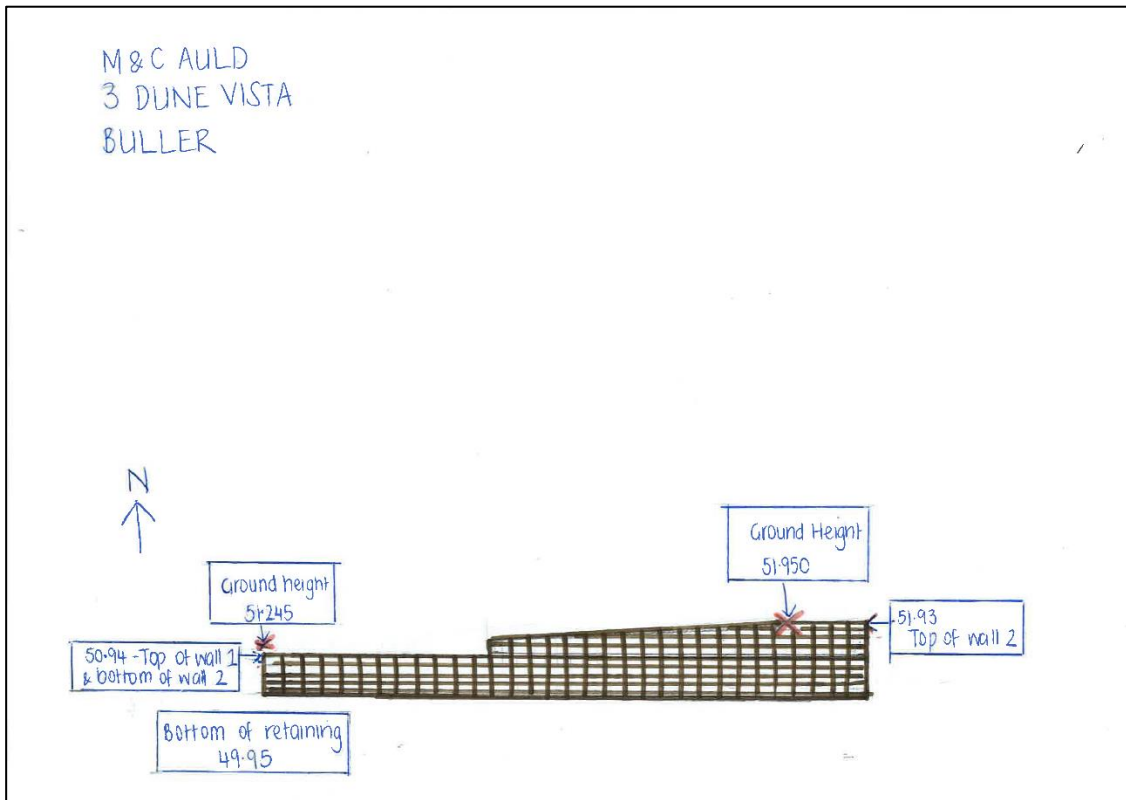 M & C AULD
3 DUNE VISTA
BULLER
N
Ground Height
51.950
Ground height
51.245
51.93
Top of wall 2
50.94 - Top of wall 1
& bottom of wall 2
Bottom of retaining
49.95